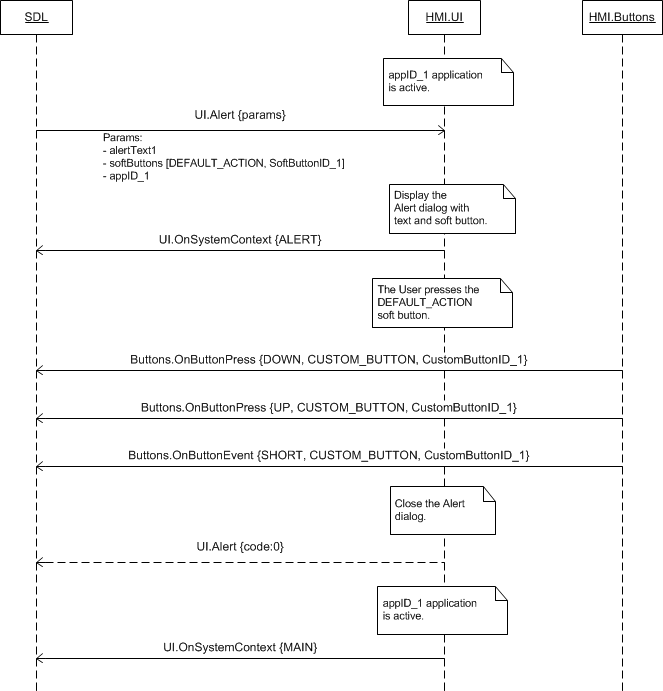 SDL
HMI.UI
HMI.Buttons
appID_1 application
is active.
UI.Alert {params}
Params:
- alertText1
- softButtons [DEFAULT_ACTION, SoftButtonID_1]
- appID_1
Display the
Alert dialog with
text and soft button.
UI.OnSystemContext {ALERT}
The User presses the
DEFAULT_ACTION
soft button.
Buttons.OnButtonPress {DOWN, CUSTOM_BUTTON, CustomButtonID_1}
Buttons.OnButtonPress {UP, CUSTOM_BUTTON, CustomButtonID_1}
Buttons.OnButtonEvent {SHORT, CUSTOM_BUTTON, CustomButtonID_1}
Close the Alert
dialog.
UI.Alert {code:0}
appID_1 application
is active.
UI.OnSystemContext {MAIN}